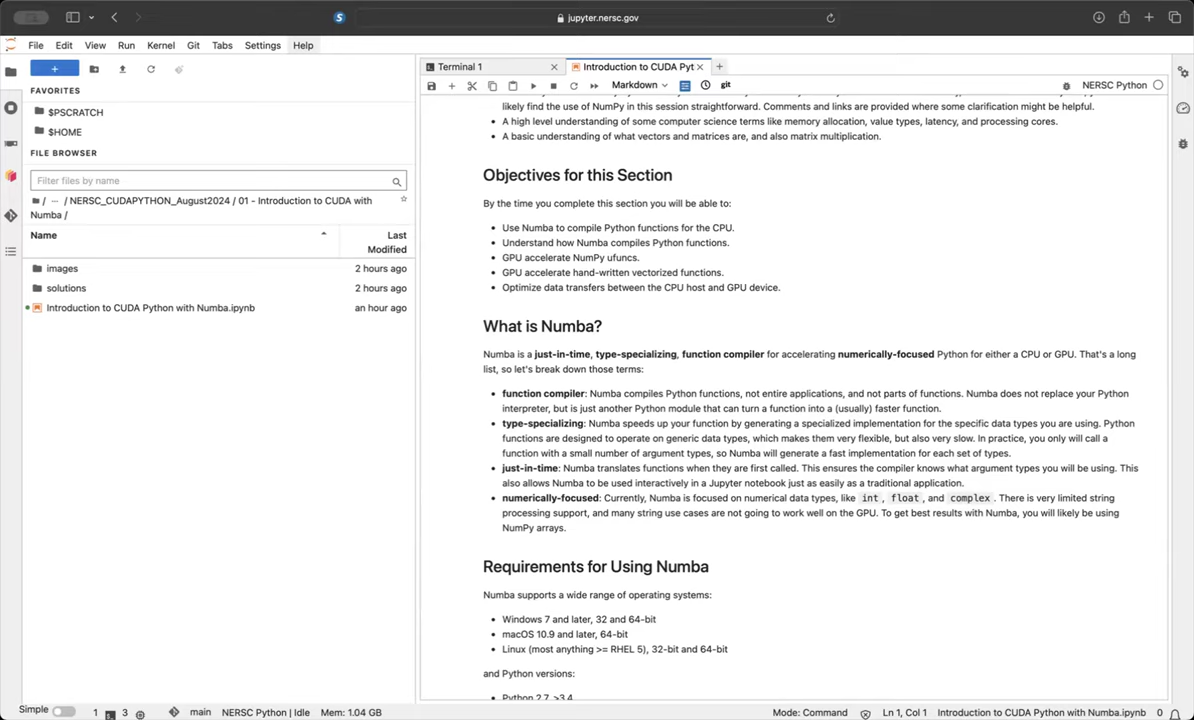 jupyter.nersc.gov
File Edit View Run Kernel Git Tabs Settings Help
FAVORITES
$PSCRATCH
$HOME
FILE BROWSER
Filter files by name
/ ··· / NERSC_CUDAPYTHON_August2024 / 01 - Introduction to CUDA with
Numba /
Name Last
Modified
images 2 hours ago
solutions 2 hours ago
Introduction to CUDA Python with Numba.ipynb an hour ago
Terminal 1
Introduction to CUDA Pyt
Markdown
git
NERSC Python
likely find the use of NumPy in this session straightforward. Comments and links are provided where some clarification might be helpful.
• A high level understanding of some computer science terms like memory allocation, value types, latency, and processing cores.
• A basic understanding of what vectors and matrices are, and also matrix multiplication.
Objectives for this Section
By the time you complete this section you will be able to:
• Use Numba to compile Python functions for the CPU.
• Understand how Numba compiles Python functions.
• GPU accelerate NumPy ufuncs.
• GPU accelerate hand-written vectorized functions.
• Optimize data transfers between the CPU host and GPU device.
What is Numba?
Numba is a just-in-time, type-specializing, function compiler for accelerating numerically-focused Python for either a CPU or GPU. That's a long
list, so let's break down those terms:
• function compiler: Numba compiles Python functions, not entire applications, and not parts of functions. Numba does not replace your Python
interpreter, but is just another Python module that can turn a function into a (usually) faster function.
• type-specializing: Numba speeds up your function by generating a specialized implementation for the specific data types you are using. Python
functions are designed to operate on generic data types, which makes them very flexible, but also very slow. In practice, you only will call a
function with a small number of argument types, so Numba will generate a fast implementation for each set of types.
• just-in-time: Numba translates functions when they are first called. This ensures the compiler knows what argument types you will be using. This
also allows Numba to be used interactively in a Jupyter notebook just as easily as a traditional application.
• numerically-focused: Currently, Numba is focused on numerical data types, like int, float, and complex. There is very limited string
processing support, and many string use cases are not going to work well on the GPU. To get best results with Numba, you will likely be using
NumPy arrays.
Requirements for Using Numba
Numba supports a wide range of operating systems:
• Windows 7 and later, 32 and 64-bit
• macOS 10.9 and later, 64-bit
• Linux (most anything >= RHEL 5), 32-bit and 64-bit
and Python versions:
• Python 2.7, >3.4
Simple 1 3 main NERSC Python | Idle Mem: 1.04 GB Mode: Command Ln 1, Col 1 Introduction to CUDA Python with Numba.ipynb 0